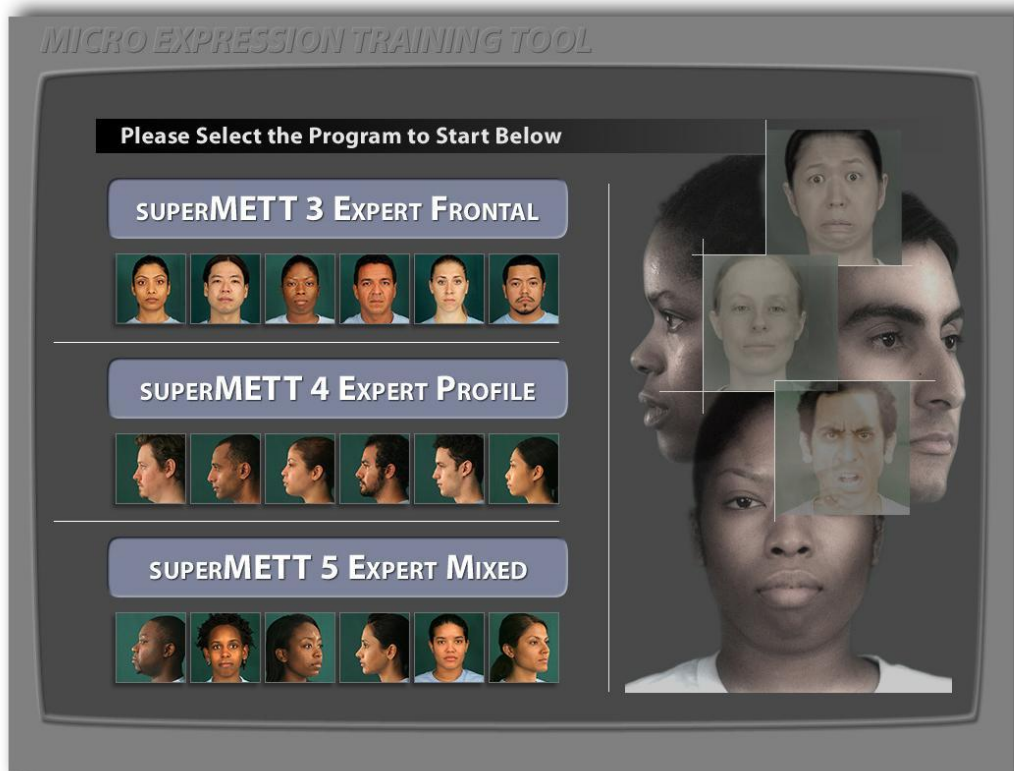 MICRO EXPRESSION TRAINING TOOL
Please Select the Program to Start Below
SUPERMETT 3 EXPERT FRONTAL
SUPERMETT 4 EXPERT PROFILE
SUPERMETT 5 EXPERT MIXED